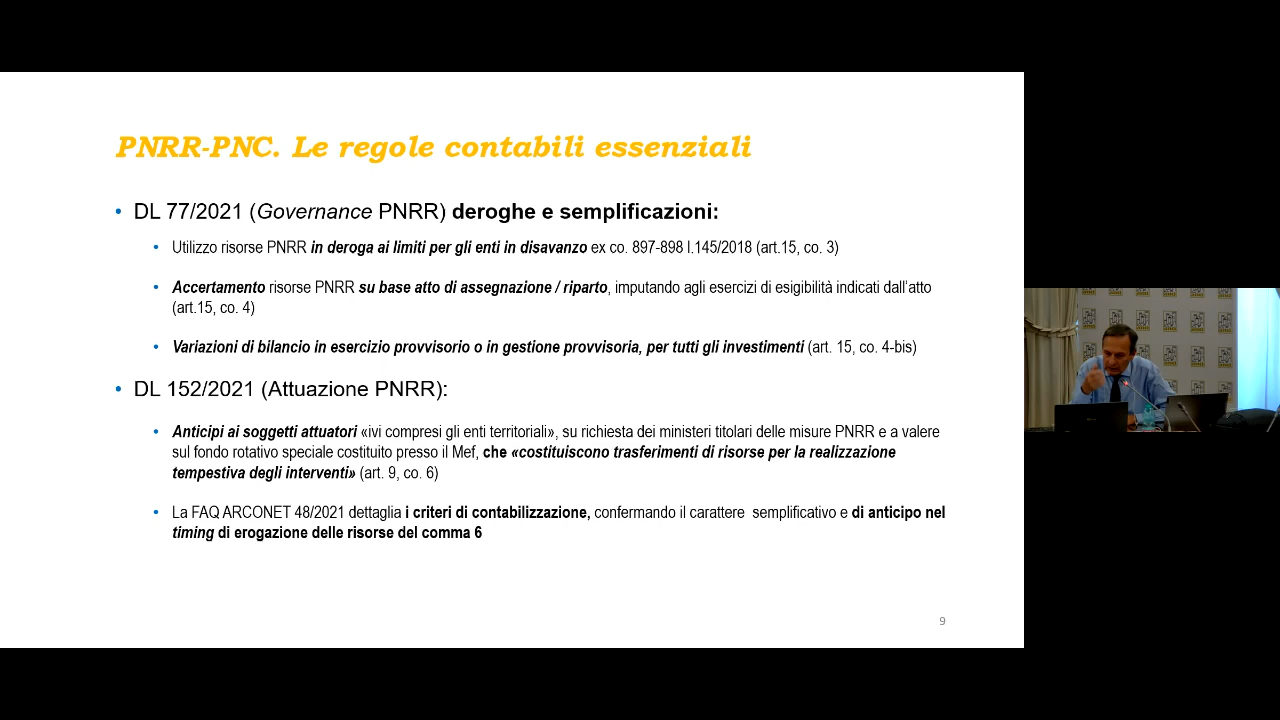 PNRR-PNC. Le regole contabili essenziali
• DL 77/2021 (Governance PNRR) deroghe e semplificazioni:
• Utilizzo risorse PNRR in deroga ai limiti per gli enti in disavanzo ex co. 897-898 l.145/2018 (art.15, co. 3)
• Accertamento risorse PNRR su base atto di assegnazione / riparto, imputando agli esercizi di esigibilità indicati dall'atto
(art.15, co. 4)
• Variazioni di bilancio in esercizio provvisorio o in gestione provvisoria, per tutti gli investimenti (art. 15, co. 4-bis)
• DL 152/2021 (Attuazione PNRR):
• Anticipi ai soggetti attuatori «ivi compresi gli enti territoriali», su richiesta dei ministeri titolari delle misure PNRR e a valere
sul fondo rotativo speciale costituito presso il Mef, che «costituiscono trasferimenti di risorse per la realizzazione
tempestiva degli interventi» (art. 9, co. 6)
• La FAQ ARCONET 48/2021 dettaglia i criteri di contabilizzazione, confermando il carattere  semplificativo e di anticipo nel
timing di erogazione delle risorse del comma 6
9